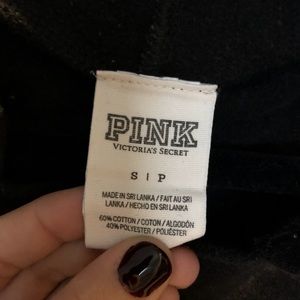 PINK
VICTORIA'S SECRET
S | P
MADE IN SRI LANKA / FAIT AU SRI
LANKA / HECHO EN SRI LANKA
60% COTTON / COTON / ALGODÓN
40% POLYESTER / POLIÉSTER